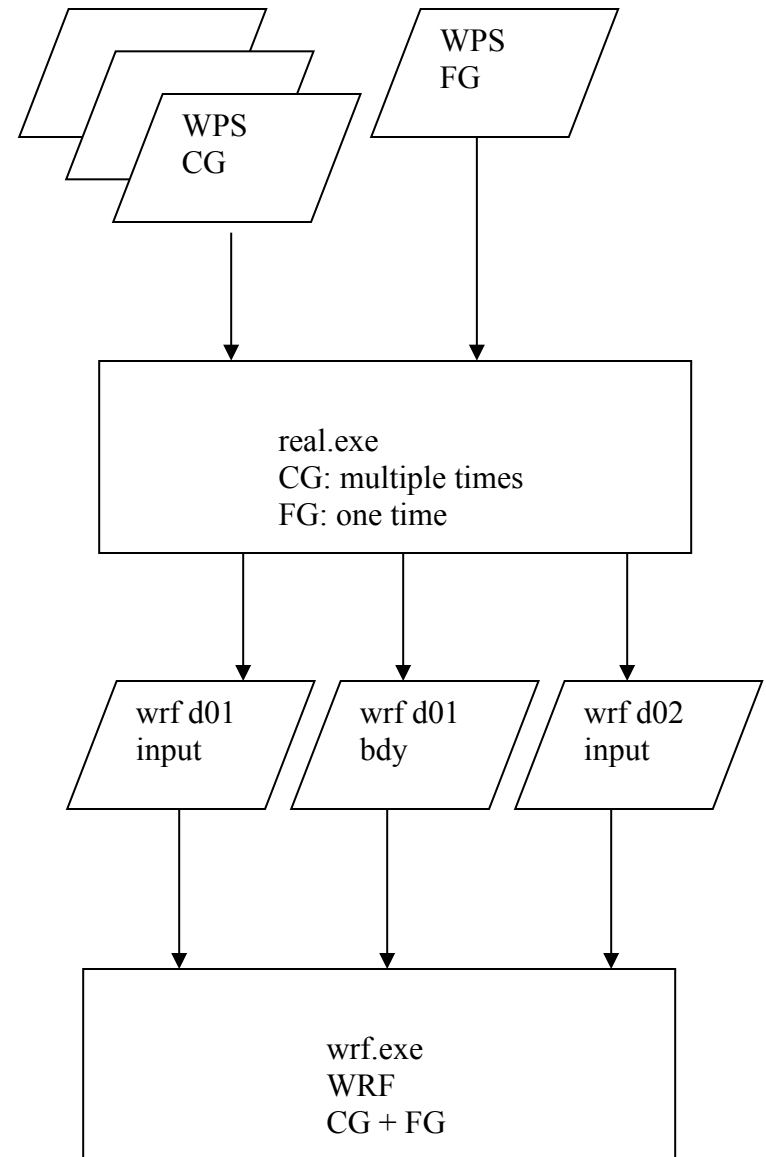 WPS
CG
WPS
FG
real.exe
CG: multiple times
FG: one time
wrf d01
input
wrf d01
bdy
wrf d02
input
wrf.exe
WRF
CG + FG